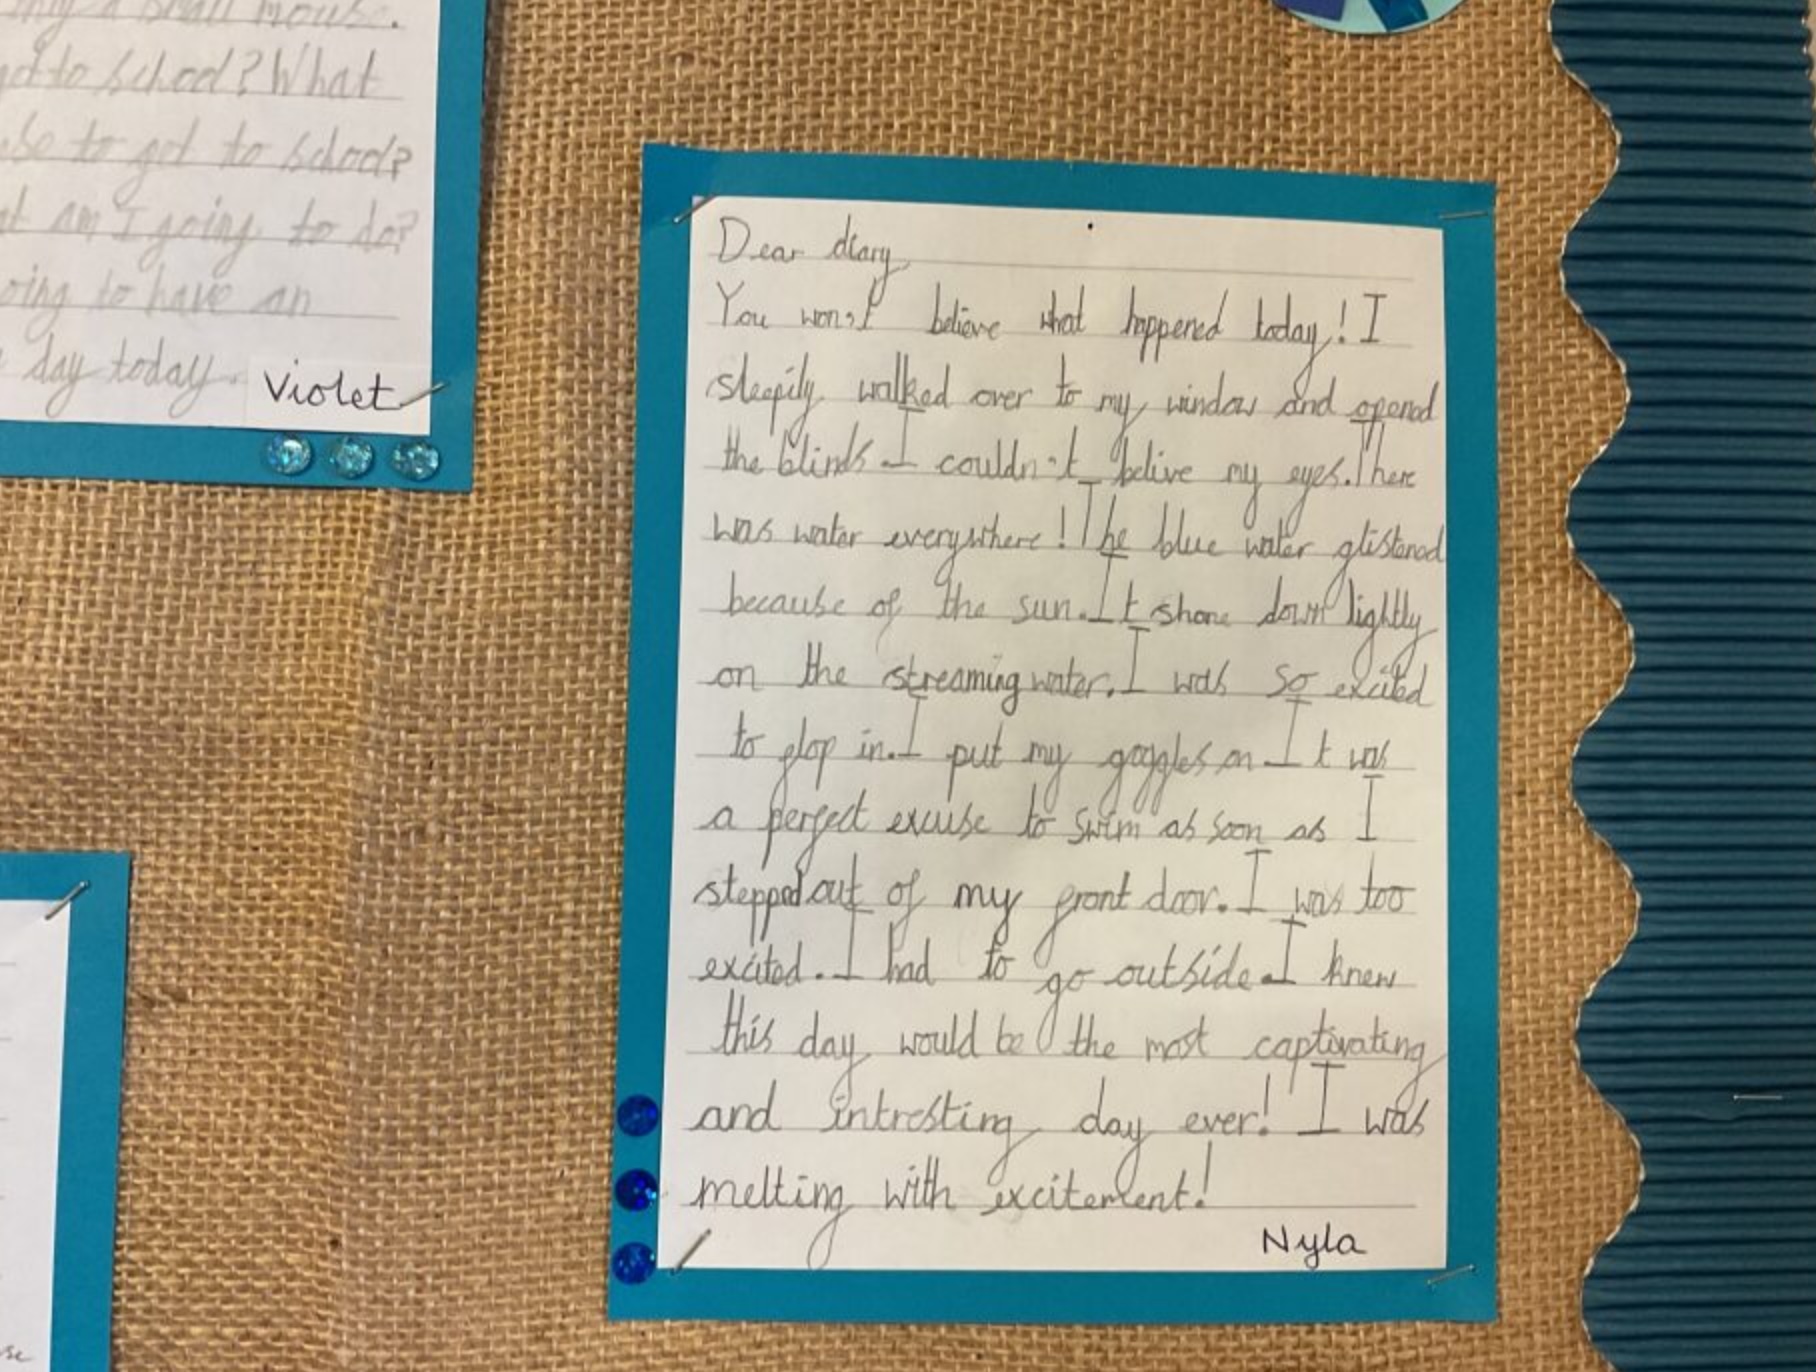 my a small mouse.
got to school? What
to got to school?
am I going to do?
going to have an
day today.
Violet
Dear diary
You won't believe what happened today! I
sleepily walked over to my window and opened
the blinds. I couldn't belive my eyes. There
was water everywhere! The blue water glistened
because of the sun. It shone down lightly
on the streaming water. I was so excited
to flop in. I put my goggles on. It was
a perfect excuse to swim as soon as I
stepped out of my front door. I was too
excited. I had to go outside. I knew
this day would be the most captivating
and intresting day ever! I was
melting with excitement!
Nyla